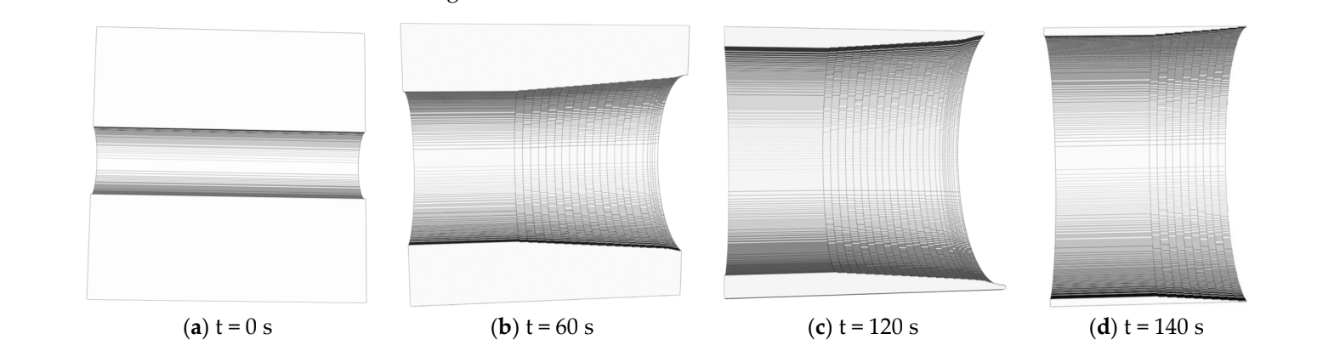 (a) t = 0 s
(b) t = 60 s
(c) t = 120 s
(d) t = 140 s